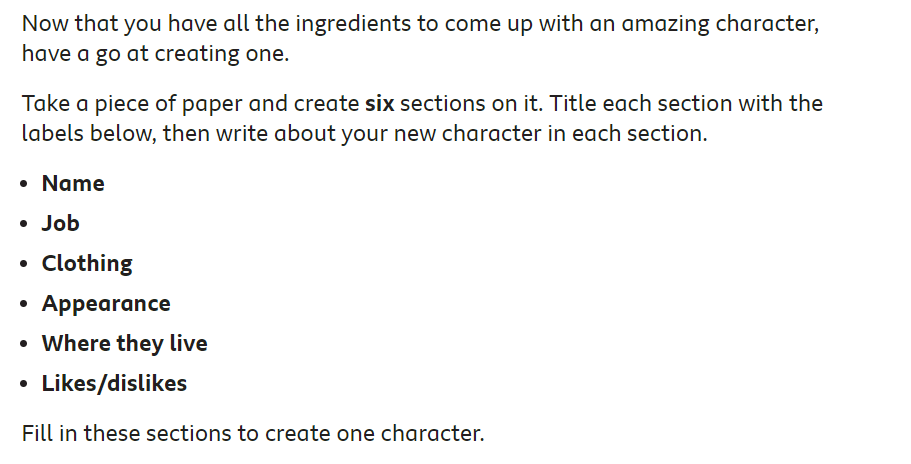 Now that you have all the ingredients to come up with an amazing character,
have a go at creating one.
Take a piece of paper and create six sections on it. Title each section with the
labels below, then write about your new character in each section.
• Name
• Job
• Clothing
• Appearance
• Where they live
• Likes/dislikes
Fill in these sections to create one character.